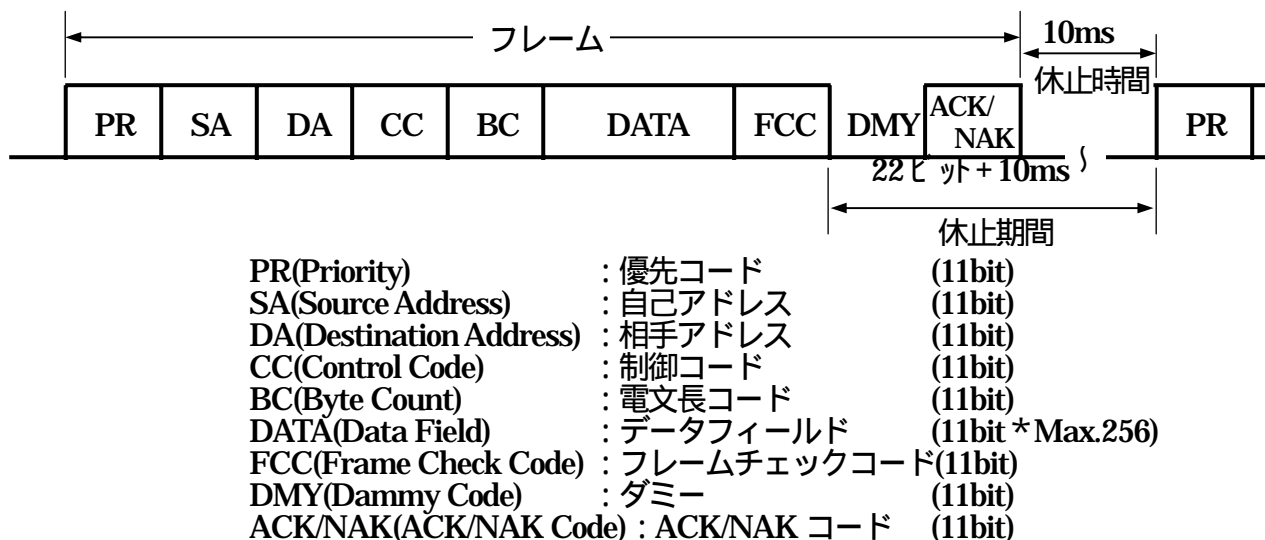 フレーム
10ms
休止時間
PR SA DA CC BC DATA FCC DMY ACK/NAK PR
22ビット+10ms
休止期間
PR(Priority) : 優先コード (11bit)
SA(Source Address) : 自己アドレス (11bit)
DA(Destination Address) : 相手アドレス (11bit)
CC(Control Code) : 制御コード (11bit)
BC(Byte Count) : 電文長コード (11bit)
DATA(Data Field) : データフィールド (11bit*Max.256)
FCC(Frame Check Code) : フレームチェックコード(11bit)
DMY(Dammy Code) : ダミー (11bit)
ACK/NAK(ACK/NAK Code) : ACK/NAK コード (11bit)